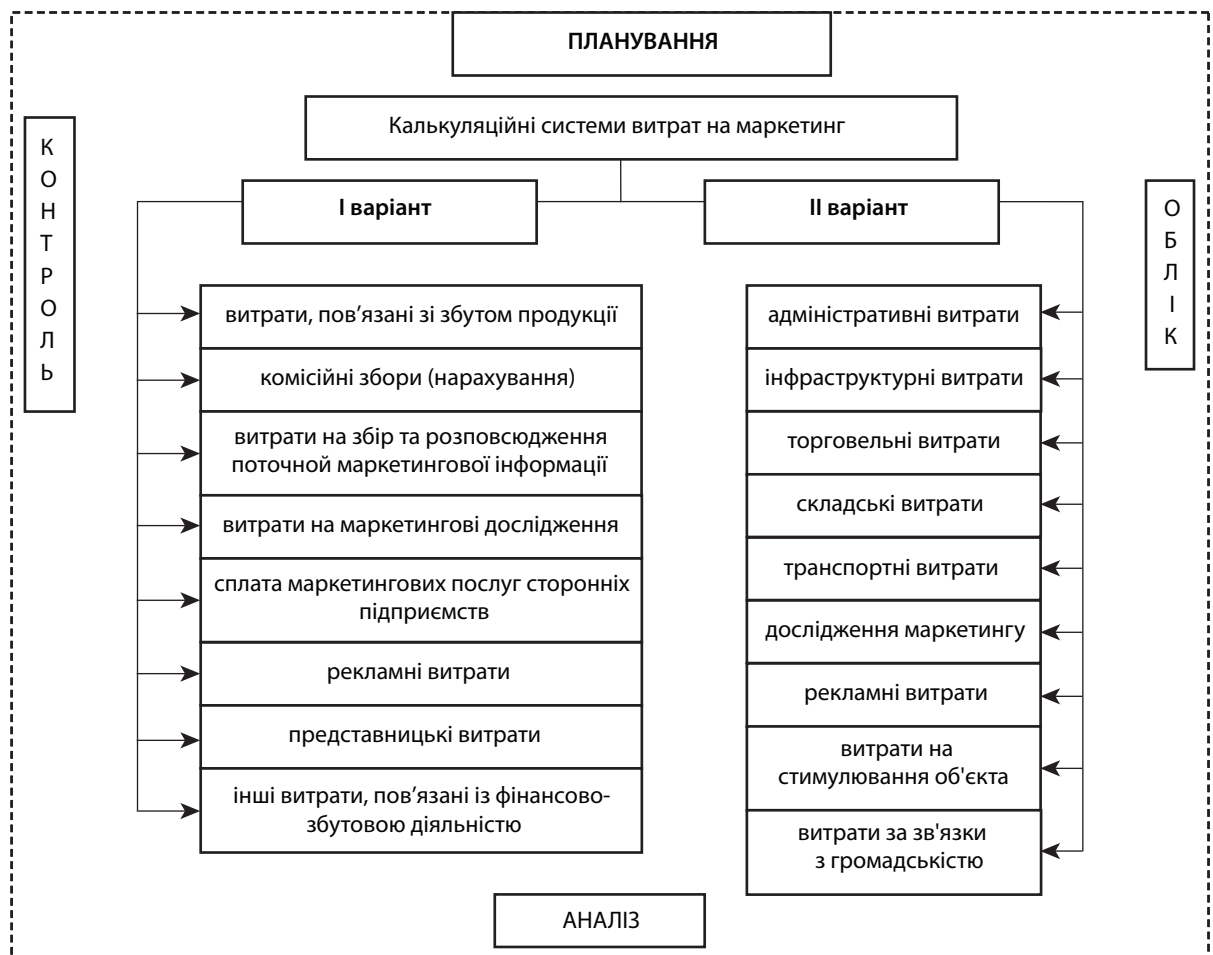 ПЛАНУВАННЯ
Калькуляційні системи витрат на маркетинг
К
О
Н
Т
Р
О
Л
Ь
І варіант
витрати, пов’язані зі збутом продукції
комісійні збори (нарахування)
витрати на збір та розповсюдження
поточной маркетингової інформації
витрати на маркетингові дослідження
сплата маркетингових послуг сторонніх
підприємств
рекламні витрати
представницькі витрати
інші витрати, пов’язані із фінансово-
збутовою діяльністю
ІІ варіант
адміністративні витрати
інфраструктурні витрати
торговельні витрати
складські витрати
транспортні витрати
дослідження маркетингу
рекламні витрати
витрати на
стимулювання об'єкта
витрати за зв'язки
з громадськістю
О
Б
Л
І
К
АНАЛІЗ